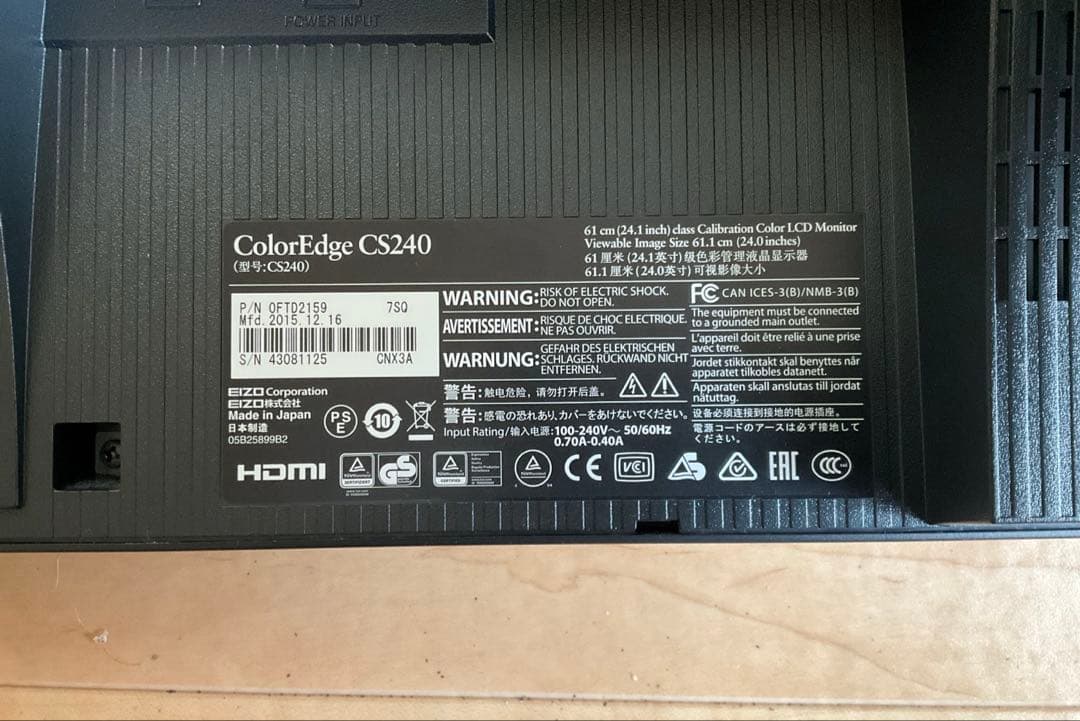 POWER INPUT
ColorEdge CS240
(型号:CS240)
61 cm (24.1 inch) class Calibration Color LCD Monitor
Viewable Image Size 61.1 cm (24.0 inches)
61 厘米 (24.1英寸) 级色彩管理液晶显示器
61.1 厘米 (24.0英寸) 可视影像大小
P/N 0FTD2159 7SQ
Mfd.2015.12.16
S/N 43081125 CNX3A
EIZO Corporation
EIZO株式会社
Made in Japan
日本制造
05B25899B2
PS
E
10
WARNING: RISK OF ELECTRIC SHOCK.
DO NOT OPEN.
AVERTISSEMENT: RISQUE DE CHOC ELECTRIQUE.
NE PAS OUVRIR.
WARNUNG: GEFAHR DES ELEKTRISCHEN
SCHLAGES. RÜCKWAND NICHT
ENTFERNEN.
警告: 触电危险, 请勿打开后盖。
警告: 感電の恐れあり, カバーをあけないでください。
Input Rating/输入电源: 100-240V～ 50/60Hz
0.70A-0.40A
FC CAN ICES-3(B)/NMB-3(B)
The equipment must be connected
to a grounded main outlet.
L'appareil doit être relié à une prise
avec terre.
Jordet stikkontakt skal benyttes når
apparatet tilkobles datanett.
Apparaten skall anslutas till jordat
nätuttag.
设备必须连接到接地的电源插座。
電源コードのアースは必ず接地して
ください。
HDMI
GS
CE
VCI
EAC
CCC